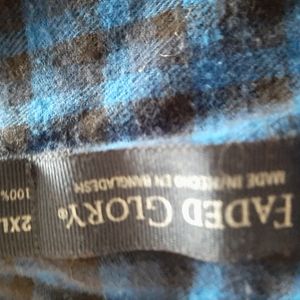 FADED GLORY®
MADE IN/HECHO EN BANGLADESH
2XL
100%